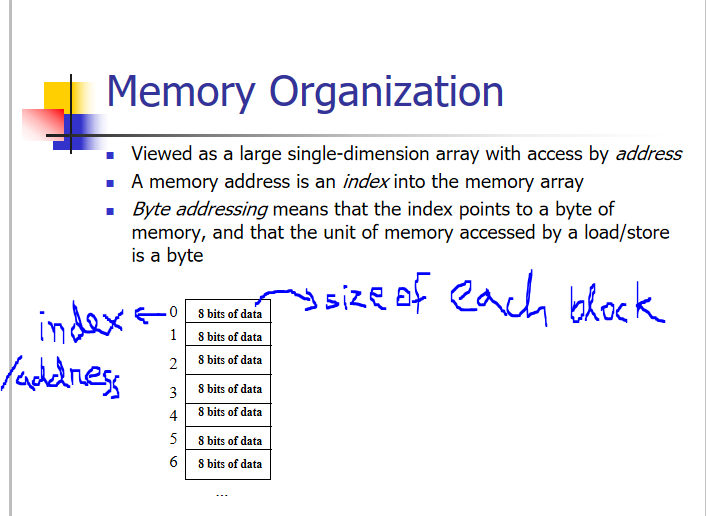 Memory Organization
Viewed as a large single-dimension array with access by address
A memory address is an index into the memory array
Byte addressing means that the index points to a byte of
memory, and that the unit of memory accessed by a load/store
is a byte
index
/address
size of each block
0 8 bits of data
1 8 bits of data
2 8 bits of data
3 8 bits of data
4 8 bits of data
5 8 bits of data
6 8 bits of data
...